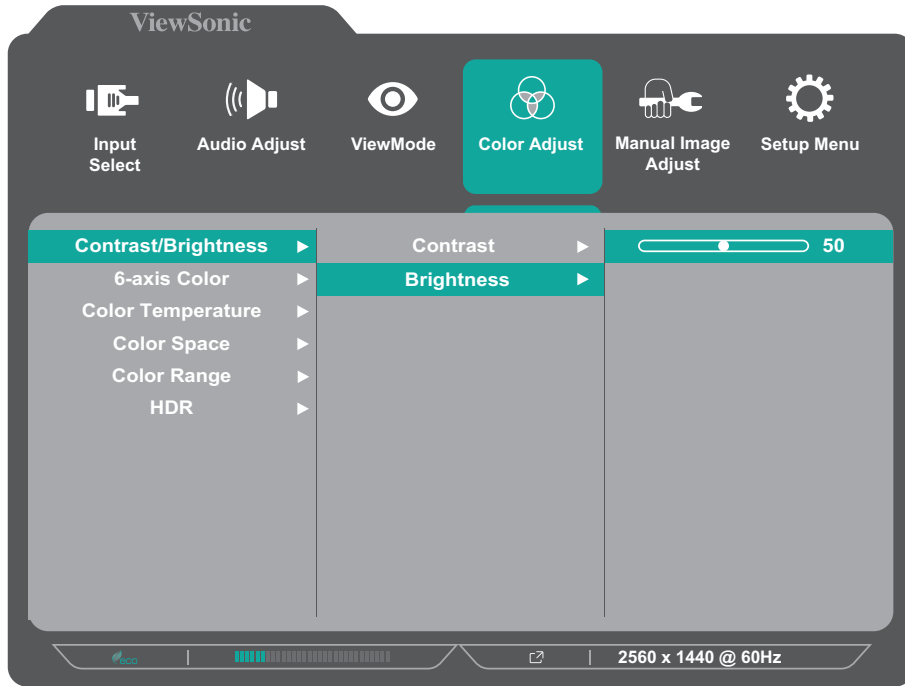 ViewSonic
Input Select
Audio Adjust
ViewMode
Color Adjust
Manual Image Adjust
Setup Menu
Contrast/Brightness
Contrast
50
6-axis Color
Brightness
Color Temperature
Color Space
Color Range
HDR
eco
2560 x 1440 @ 60Hz